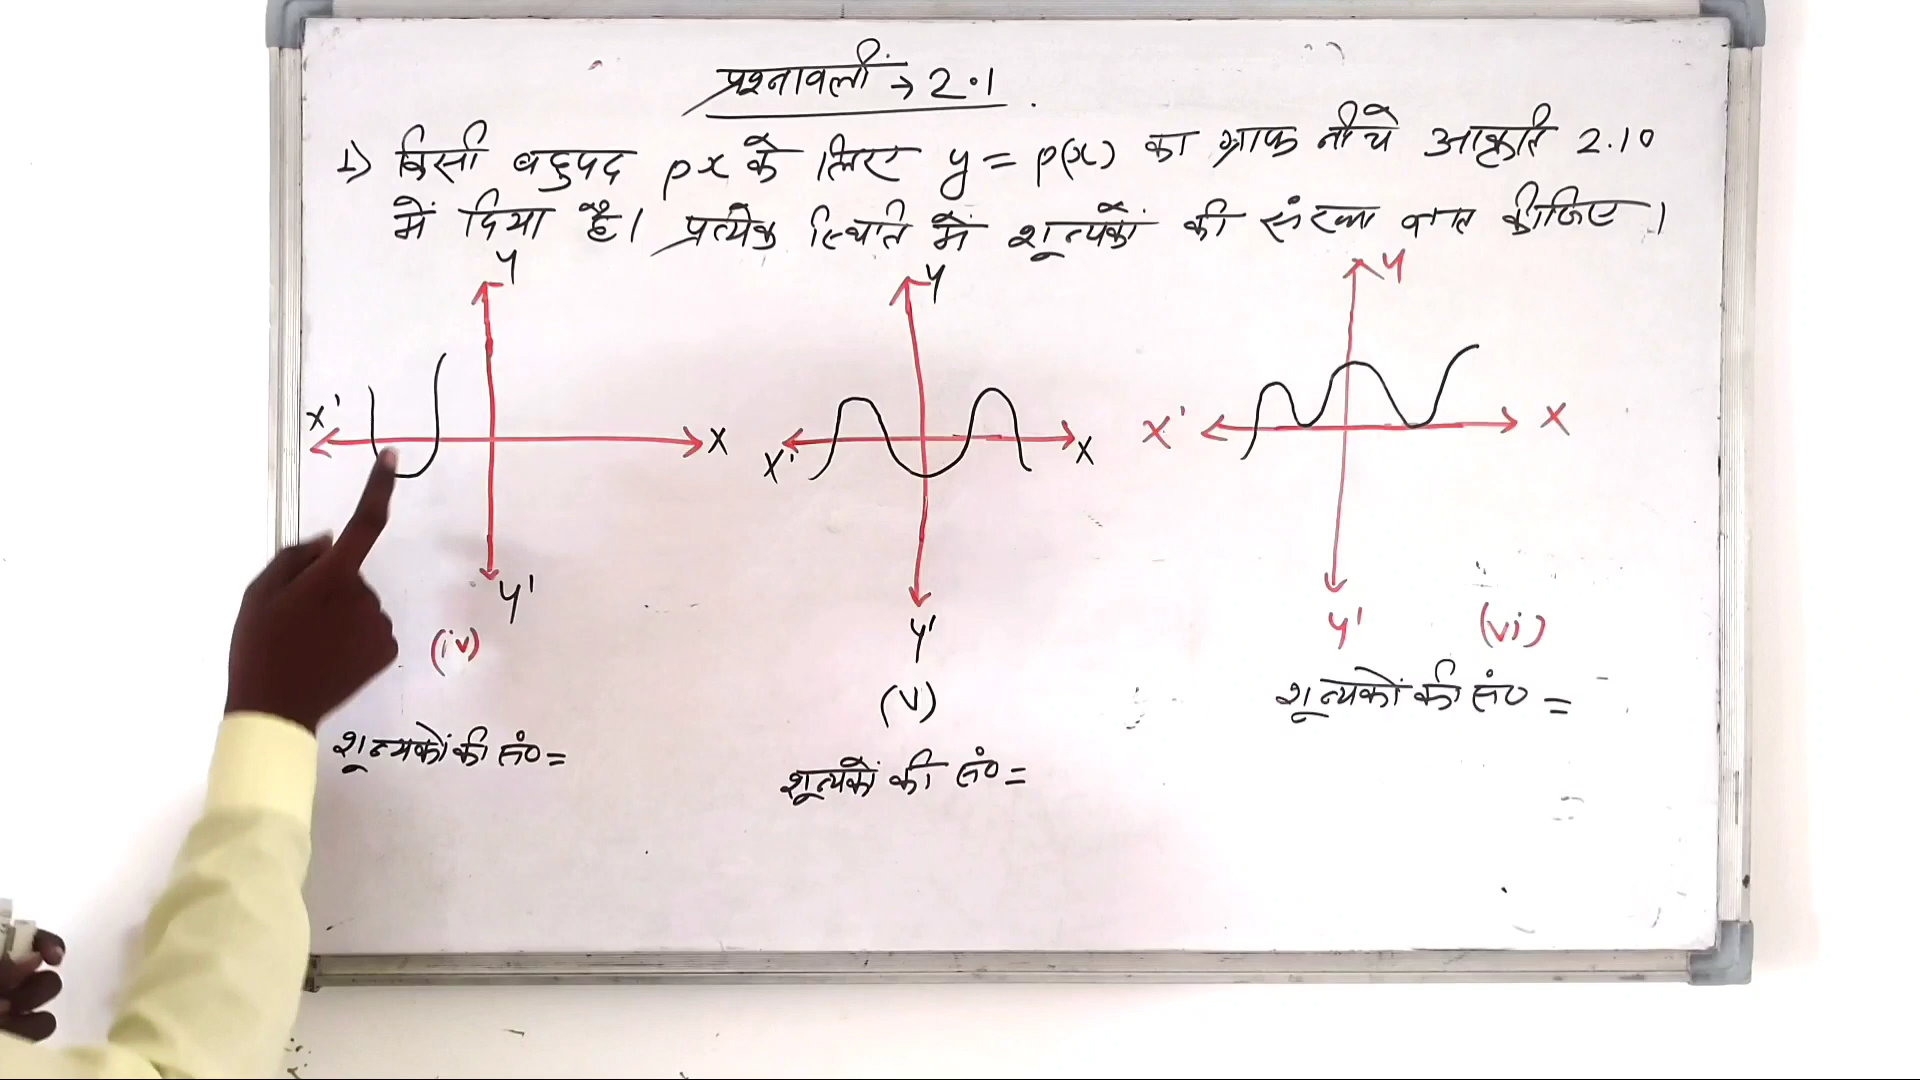 प्रश्नावली → 2.1
1) किसी बहुपद px के लिए y = p(x) का ग्राफ नीचे आकृति 2.10
में दिया है। प्रत्येक स्थिति में शून्यकों की संख्या ज्ञात कीजिए।
y y y
x' x x' x x' x
y' y' y'
(iv) (v) (vi)
शून्यकों की सं० = शून्यकों की सं० = शून्यकों की सं० =